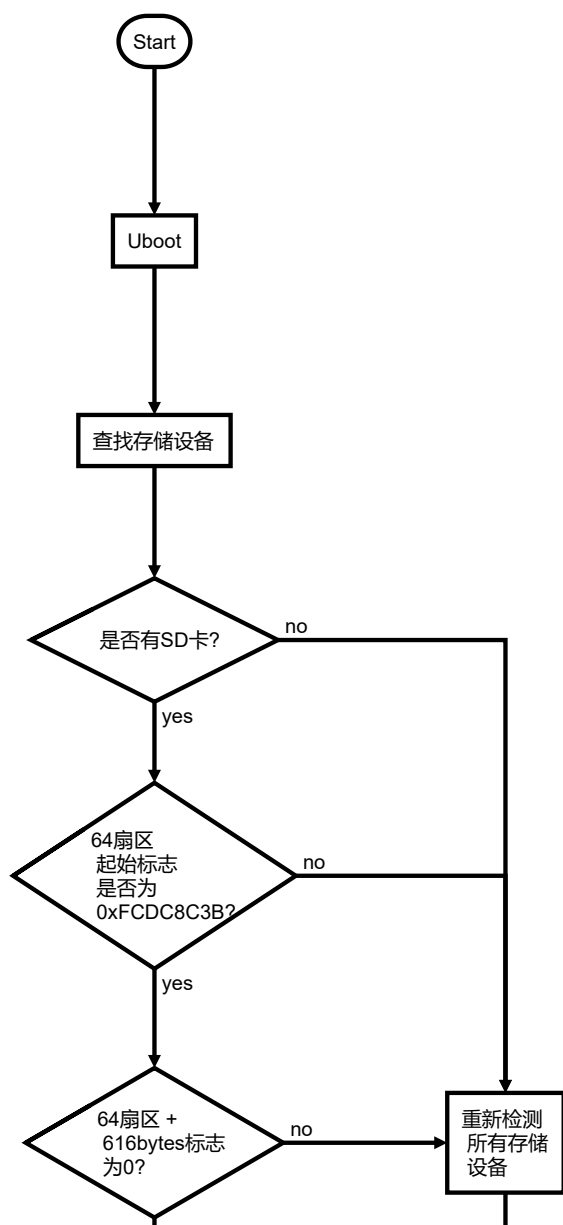 Start
Uboot
查找存储设备
是否有SD卡?
no
yes
64扇区
起始标志
是否为
0xFCDC8C3B?
no
yes
64扇区 +
616bytes标志
为0?
no
重新检测
所有存储
设备